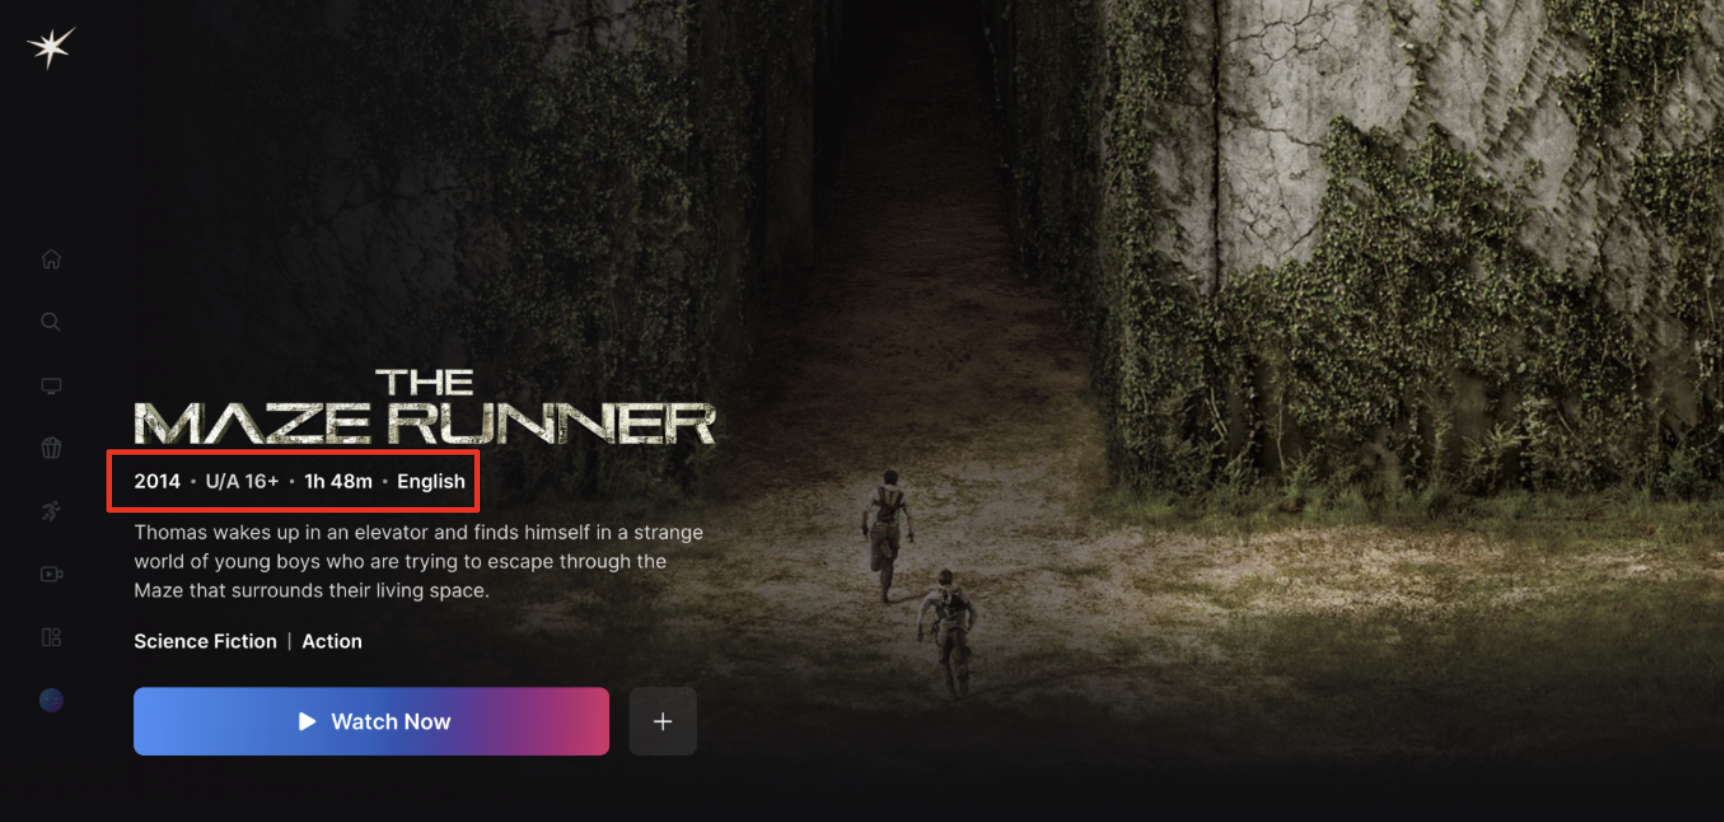 THE
MAZE RUNNER
2014 • U/A 16+ • 1h 48m • English
Thomas wakes up in an elevator and finds himself in a strange
world of young boys who are trying to escape through the
Maze that surrounds their living space.
Science Fiction | Action
Watch Now